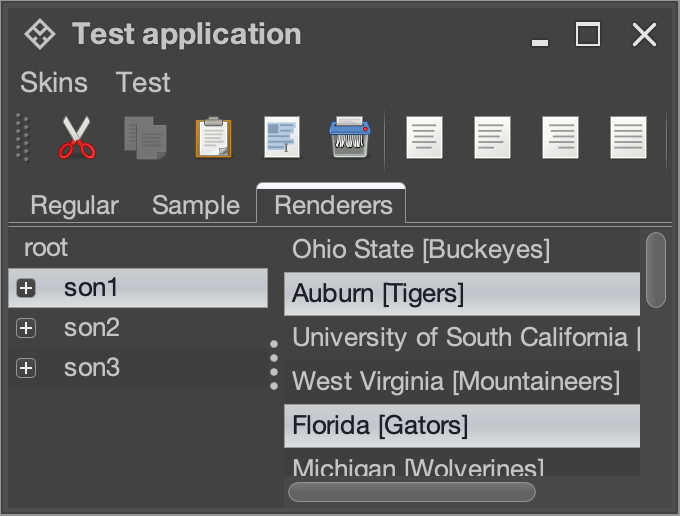 Test application
Skins Test
Regular Sample Renderers
root
son1
son2
son3
Ohio State [Buckeyes]
Auburn [Tigers]
University of South California [
West Virginia [Mountaineers]
Florida [Gators]
Michigan [Wolverines]